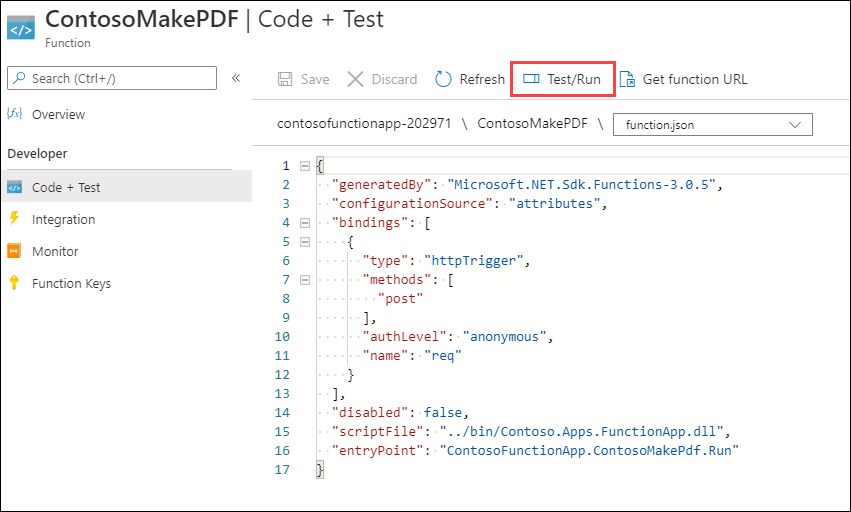 ContosoMakePDF | Code + Test
Function
Search (Ctrl+/)
«
Save
Discard
Refresh
Test/Run
Get function URL
Overview
Developer
Code + Test
Integration
Monitor
Function Keys
contosofunctionapp-202971 \ ContosoMakePDF \ function.json
1 {
2 "generatedBy": "Microsoft.NET.Sdk.Functions-3.0.5",
3 "configurationSource": "attributes",
4 "bindings": [
5 {
6 "type": "httpTrigger",
7 "methods": [
8 "post"
9 ],
10 "authLevel": "anonymous",
11 "name": "req"
12 }
13 ],
14 "disabled": false,
15 "scriptFile": "../bin/Contoso.Apps.FunctionApp.dll",
16 "entryPoint": "ContosoFunctionApp.ContosoMakePdf.Run"
17 }